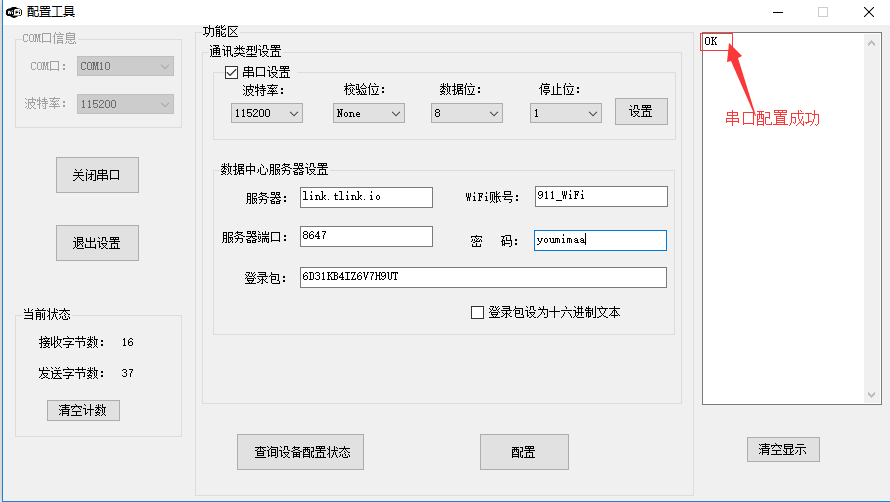 配置工具
COM口信息
COM口: COM10
波特率: 115200
关闭串口
退出设置
当前状态
接收字节数: 16
发送字节数: 37
清空计数
功能区
通讯类型设置
串口设置
波特率: 校验位: 数据位: 停止位:
115200 None 8 1 设置
数据中心服务器设置
服务器: link.tlink.io WiFi账号: 911_WiFi
服务器端口: 8647 密 码: youmimaa
登录包: 6D31KB4IZ6V7H9UT
登录包设为十六进制文本
查询设备配置状态 配置
OK
串口配置成功
清空显示